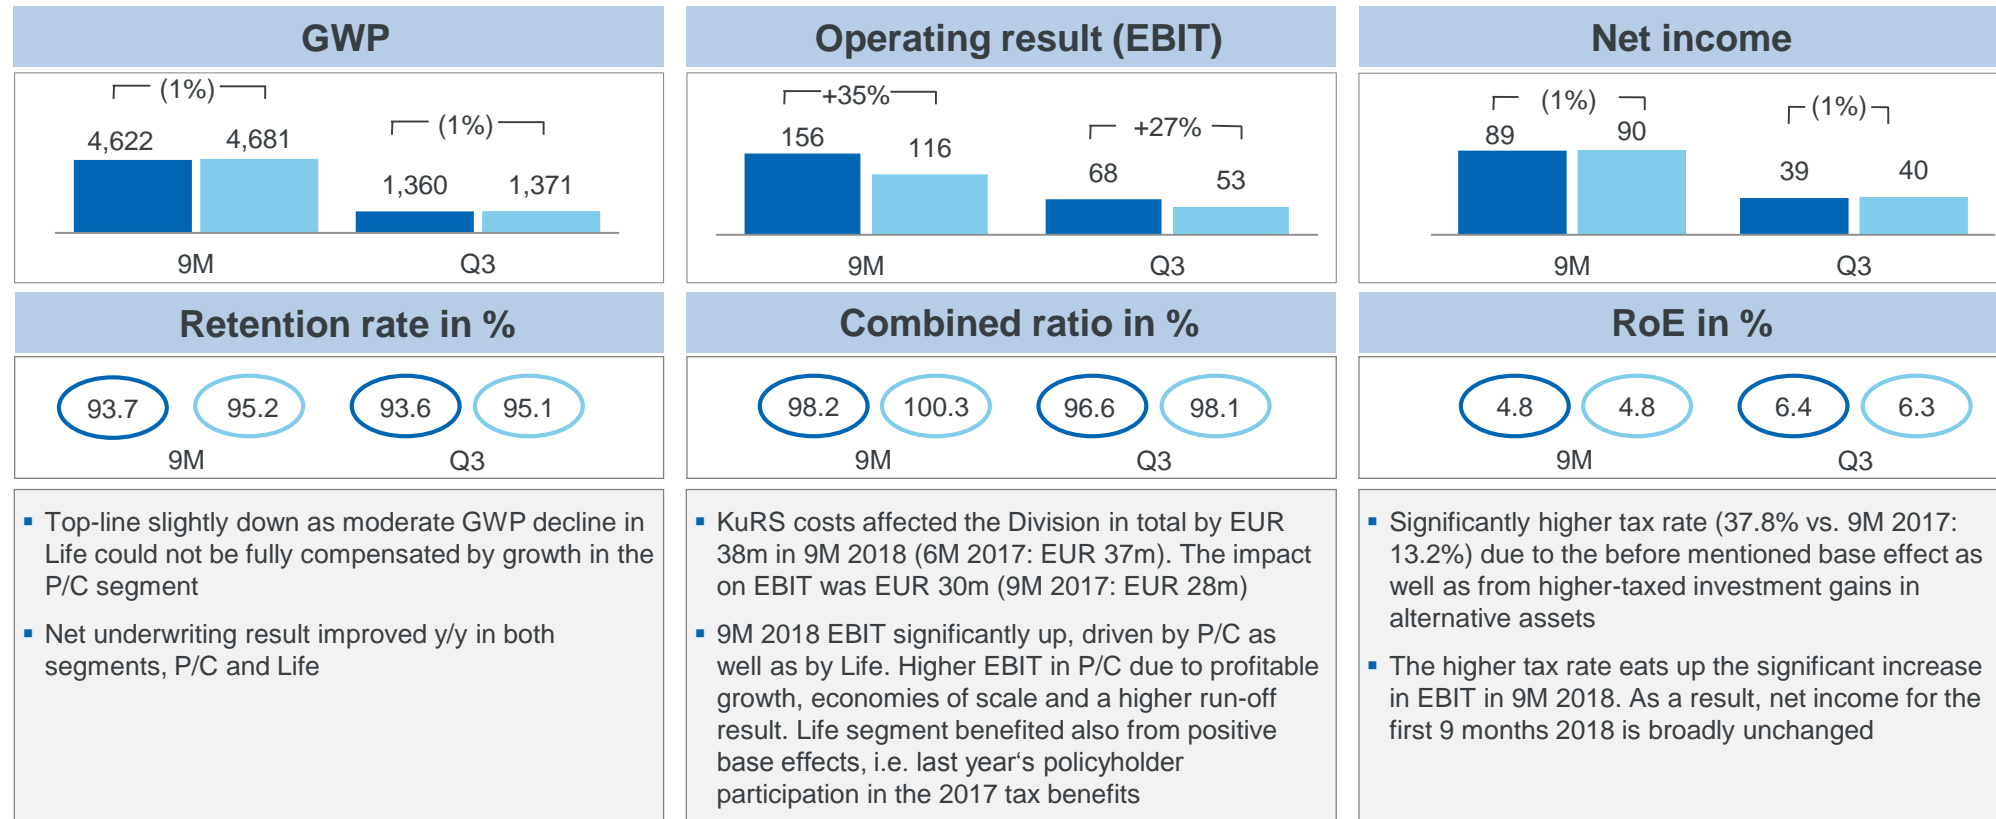 GWP
(1%)
(1%)
4,622
4,681
1,360
1,371
9M
Q3
Operating result (EBIT)
+35%
+27%
156
116
68
53
9M
Q3
Net income
(1%)
(1%)
89
90
39
40
9M
Q3
Retention rate in %
93.7
95.2
93.6
95.1
9M
Q3
Combined ratio in %
98.2
100.3
96.6
98.1
9M
Q3
RoE in %
4.8
4.8
6.4
6.3
9M
Q3
▪ Top-line slightly down as moderate GWP decline in
Life could not be fully compensated by growth in the
P/C segment
▪ Net underwriting result improved y/y in both
segments, P/C and Life
▪ KuRS costs affected the Division in total by EUR
38m in 9M 2018 (6M 2017: EUR 37m). The impact
on EBIT was EUR 30m (9M 2017: EUR 28m)
▪ 9M 2018 EBIT significantly up, driven by P/C as
well as by Life. Higher EBIT in P/C due to profitable
growth, economies of scale and a higher run-off
result. Life segment benefited also from positive
base effects, i.e. last year‘s policyholder
participation in the 2017 tax benefits
▪ Significantly higher tax rate (37.8% vs. 9M 2017:
13.2%) due to the before mentioned base effect as
well as from higher-taxed investment gains in
alternative assets
▪ The higher tax rate eats up the significant increase
in EBIT in 9M 2018. As a result, net income for the
first 9 months 2018 is broadly unchanged